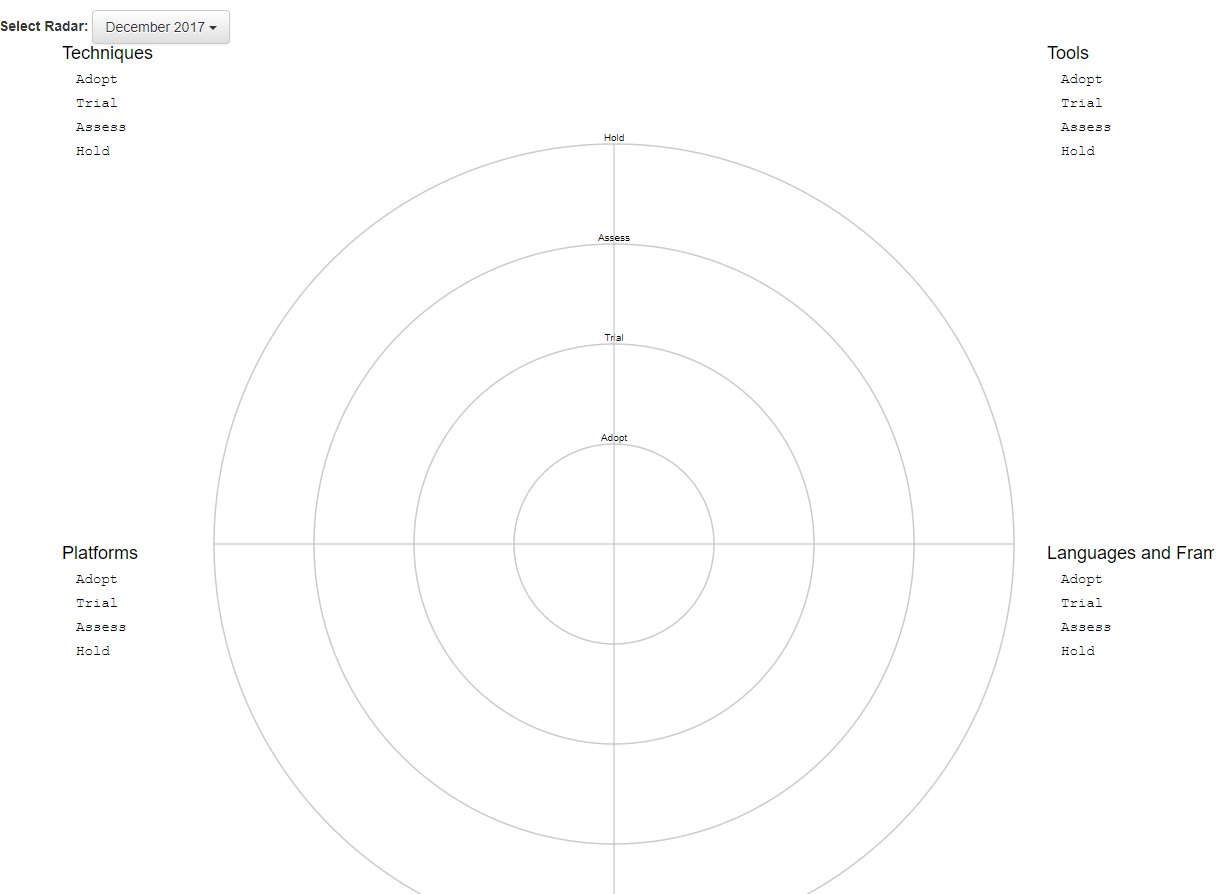 Select Radar: December 2017
Techniques
Adopt
Trial
Assess
Hold
Tools
Adopt
Trial
Assess
Hold
Hold
Assess
Trial
Adopt
Platforms
Adopt
Trial
Assess
Hold
Languages and Fram
Adopt
Trial
Assess
Hold